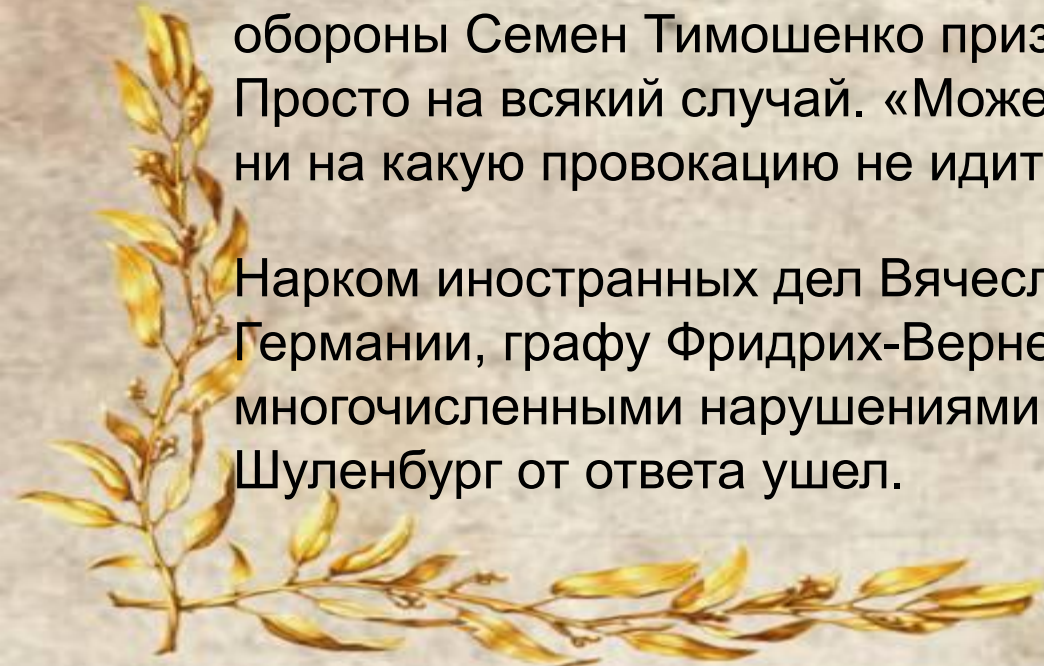 обороны Семен Тимошенко приз
Просто на всякий случай. «Може
ни на какую провокацию не идит
Нарком иностранных дел Вячесл
Германии, графу Фридрих-Верне
многочисленными нарушениями
Шуленбург от ответа ушел.